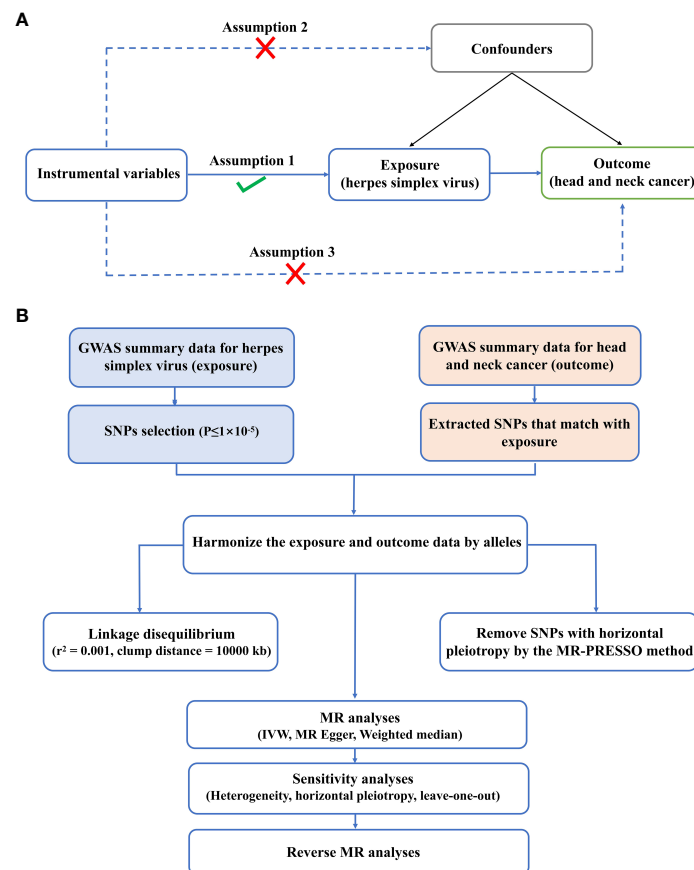 A
Assumption 2
Confounders
Instrumental variables
Assumption 1
Exposure
(herpes simplex virus)
Outcome
(head and neck cancer)
Assumption 3
B
GWAS summary data for herpes
simplex virus (exposure)
GWAS summary data for head
and neck cancer (outcome)
SNPs selection (P≤1×10⁻⁵)
Extracted SNPs that match with
exposure
Harmonize the exposure and outcome data by alleles
Linkage disequilibrium
(r² = 0.001, clump distance = 10000 kb)
Remove SNPs with horizontal
pleiotropy by the MR-PRESSO method
MR analyses
(IVW, MR Egger, Weighted median)
Sensitivity analyses
(Heterogeneity, horizontal pleiotropy, leave-one-out)
Reverse MR analyses